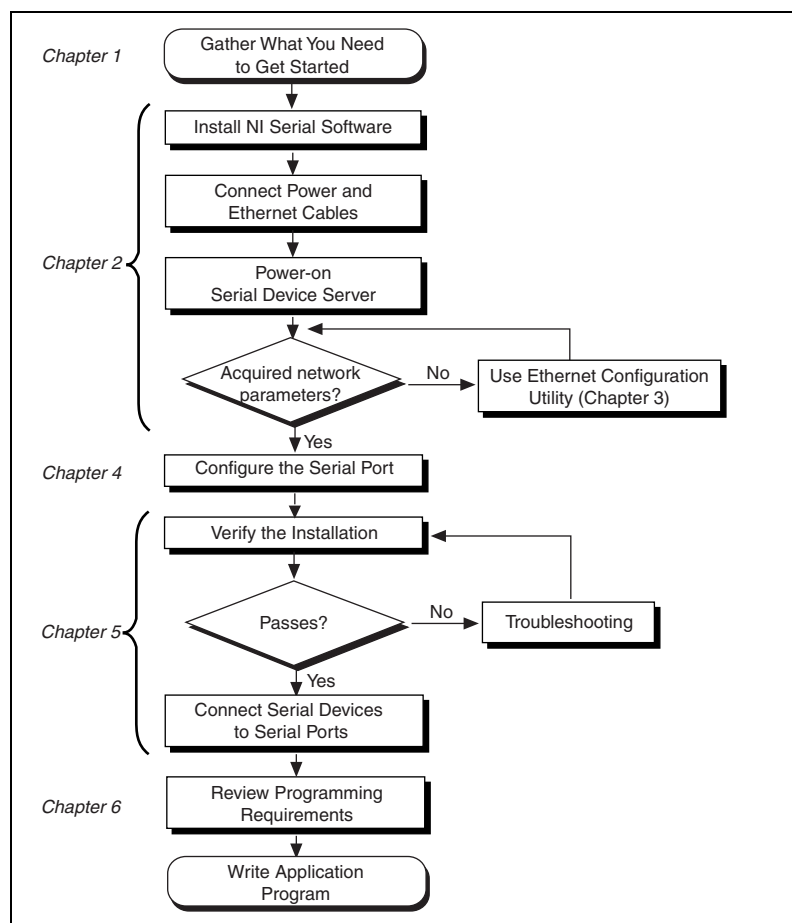 Chapter 1
Gather What You Need
to Get Started
Chapter 2
Install NI Serial Software
Connect Power and
Ethernet Cables
Power-on
Serial Device Server
Acquired network
parameters?
No
Use Ethernet Configuration
Utility (Chapter 3)
Yes
Chapter 4
Configure the Serial Port
Chapter 5
Verify the Installation
Passes?
No
Troubleshooting
Yes
Connect Serial Devices
to Serial Ports
Chapter 6
Review Programming
Requirements
Write Application
Program